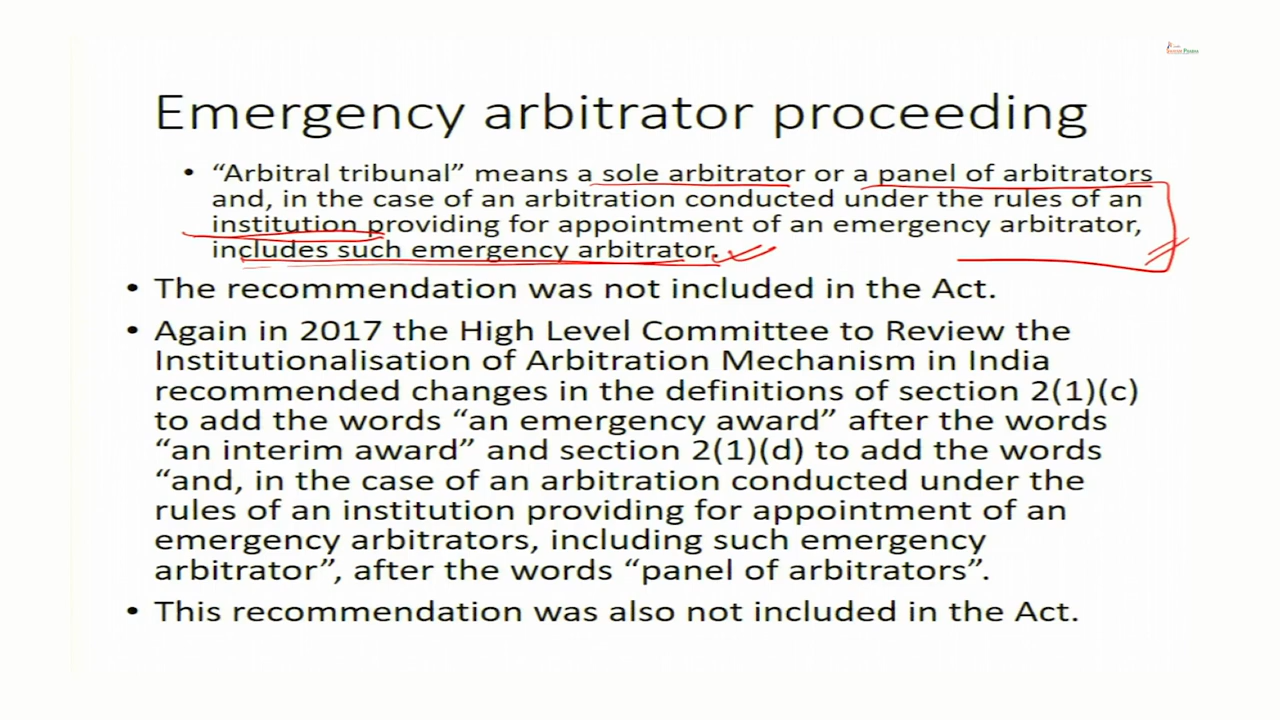 Emergency arbitrator proceeding
• “Arbitral tribunal” means a sole arbitrator or a panel of arbitrators
and, in the case of an arbitration conducted under the rules of an
institution providing for appointment of an emergency arbitrator,
includes such emergency arbitrator.
• The recommendation was not included in the Act.
• Again in 2017 the High Level Committee to Review the
Institutionalisation of Arbitration Mechanism in India
recommended changes in the definitions of section 2(1)(c)
to add the words “an emergency award” after the words
“an interim award” and section 2(1)(d) to add the words
“and, in the case of an arbitration conducted under the
rules of an institution providing for appointment of an
emergency arbitrators, including such emergency
arbitrator”, after the words “panel of arbitrators”.
• This recommendation was also not included in the Act.